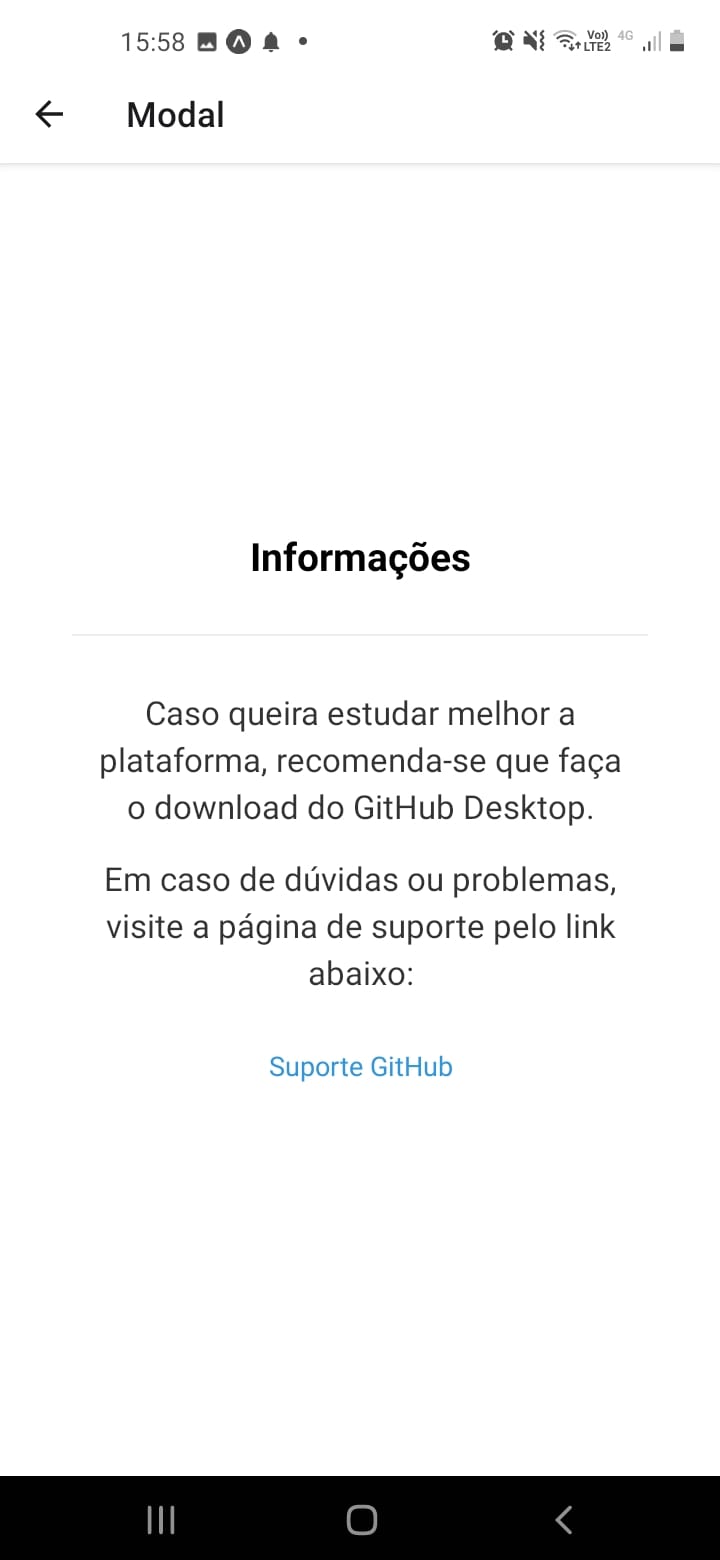 15:58
Vo))
LTE2
4G
Modal
Informações
Caso queira estudar melhor a
plataforma, recomenda-se que faça
o download do GitHub Desktop.
Em caso de dúvidas ou problemas,
visite a página de suporte pelo link
abaixo:
Suporte GitHub